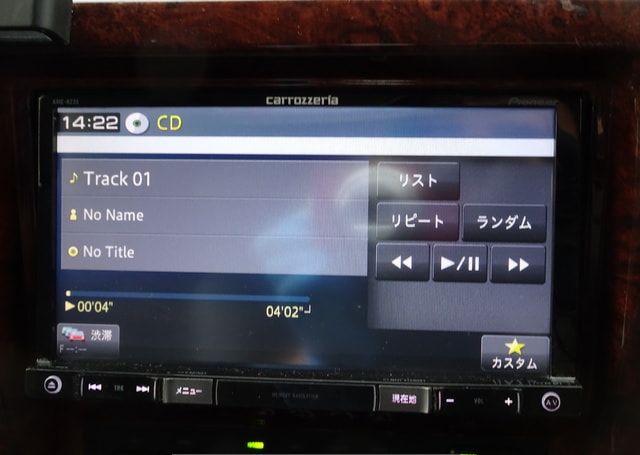 carrozzeria
Pioneer
14:22 CD
Track 01
リスト
No Name
リピート ランダム
No Title
00'04"
04'02"
渋滞
カスタム
TRK メニュー 現在地 - VOL + A·V